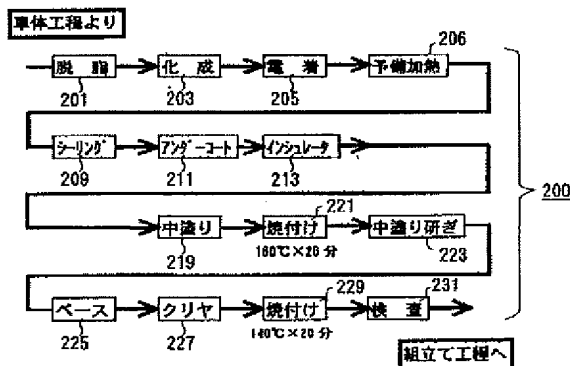 車体工程より
206
脱脂 化成 電着 予備加熱
201 203 205
シーリング アンダーコート インシュレータ
209 211 213
200
221
中塗り 焼付け 中塗り研ぎ
219 160℃×20分 223
229 231
ベース クリヤ 焼付け 検査
225 227 140℃×20分
組立て工程へ